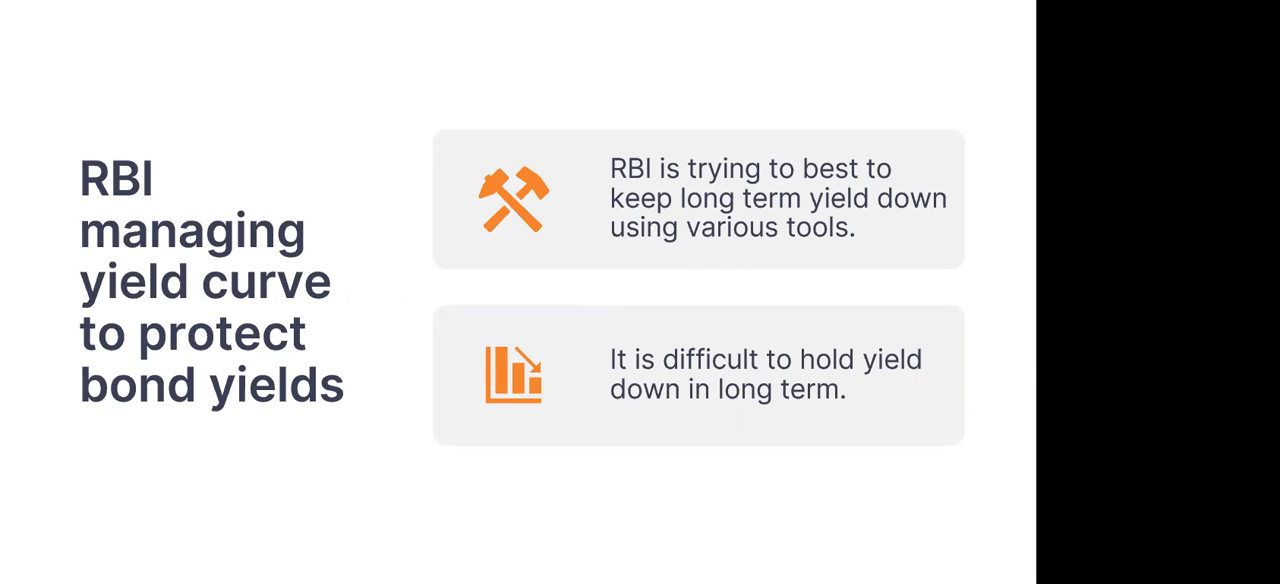 RBI
managing
yield curve
to protect
bond yields
RBI is trying to best to
keep long term yield down
using various tools.
It is difficult to hold yield
down in long term.